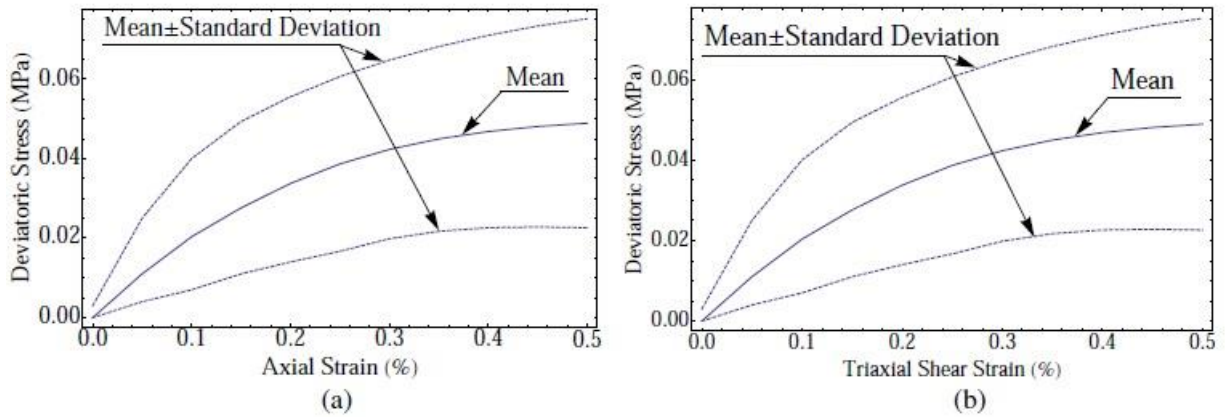 Mean±Standard Deviation
Mean
Deviatoric Stress (MPa)
0.06
0.04
0.02
0.00
0.0 0.1 0.2 0.3 0.4 0.5
Axial Strain (%)
(a)
Mean±Standard Deviation
Mean
Deviatoric Stress (MPa)
0.06
0.04
0.02
0.00
0.0 0.1 0.2 0.3 0.4 0.5
Triaxial Shear Strain (%)
(b)